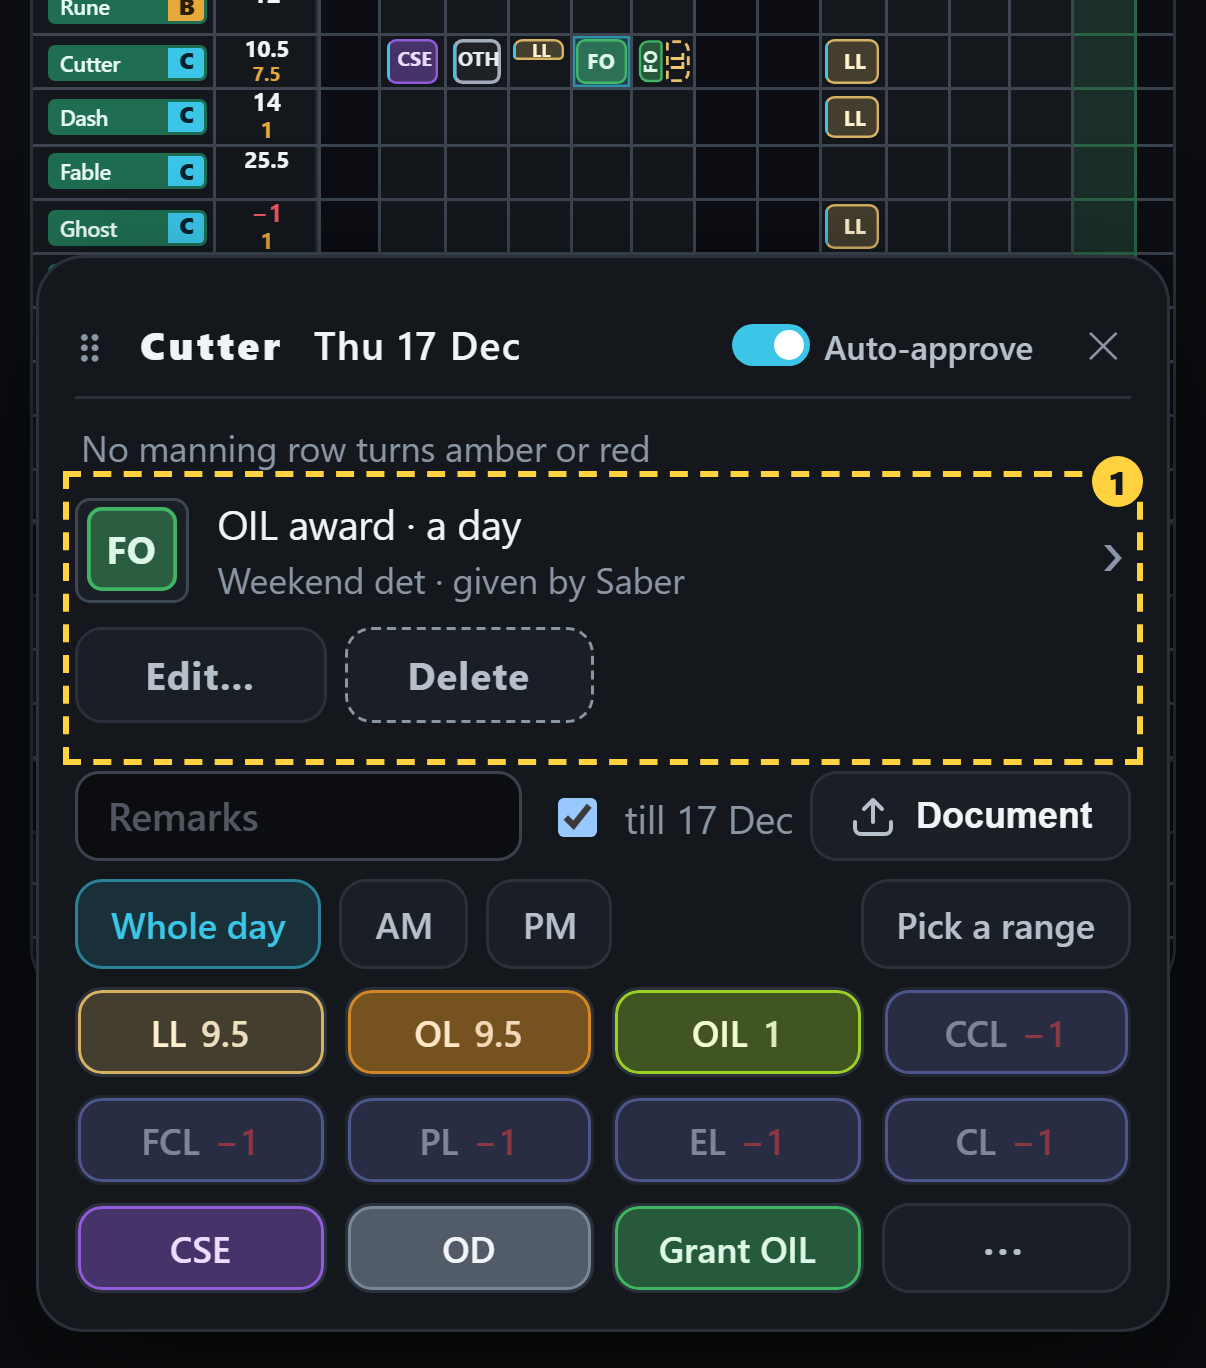 Rune B 12
Cutter C 10.5 CSE OTH LL FO FO LL LL
7.5
Dash C 14 LL
1
Fable C 25.5
Ghost C −1 LL
1
Cutter Thu 17 Dec Auto-approve
No manning row turns amber or red
1
FO OIL award · a day
Weekend det · given by Saber
Edit... Delete
Remarks till 17 Dec Document
Whole day AM PM Pick a range
LL 9.5 OL 9.5 OIL 1 CCL −1
FCL −1 PL −1 EL −1 CL −1
CSE OD Grant OIL ...